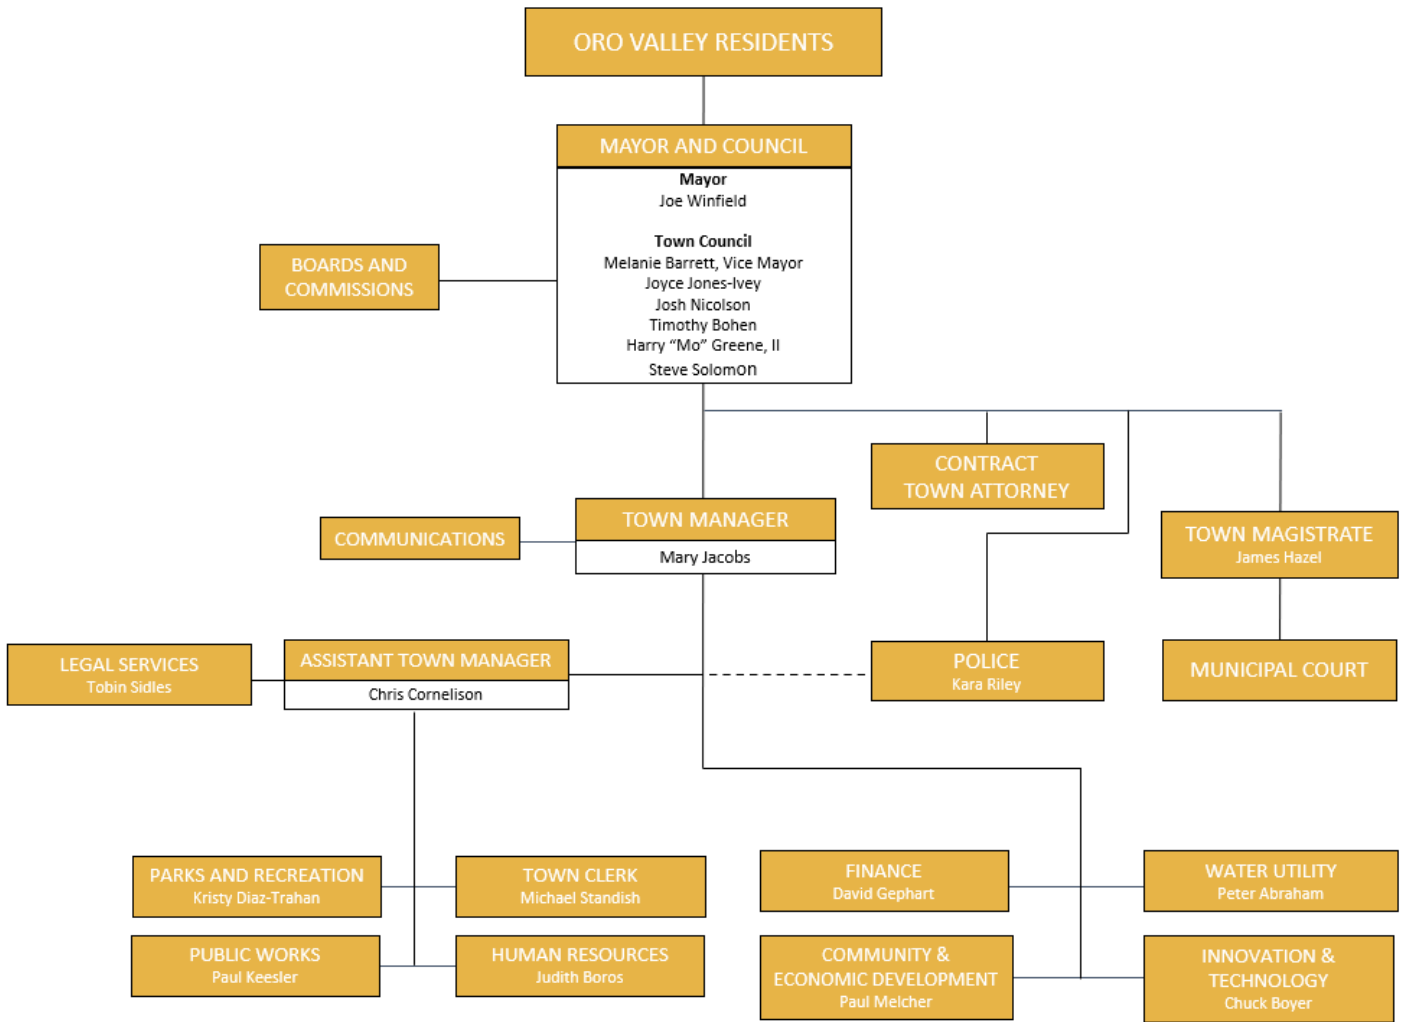 ORO VALLEY RESIDENTS
MAYOR AND COUNCIL
Mayor
Joe Winfield
Town Council
Melanie Barrett, Vice Mayor
Joyce Jones-Ivey
Josh Nicolson
Timothy Bohen
Harry “Mo” Greene, II
Steve Solomon
BOARDS AND
COMMISSIONS
CONTRACT
TOWN ATTORNEY
TOWN MANAGER
Mary Jacobs
COMMUNICATIONS
TOWN MAGISTRATE
James Hazel
LEGAL SERVICES
Tobin Sidles
ASSISTANT TOWN MANAGER
Chris Cornelison
POLICE
Kara Riley
MUNICIPAL COURT
PARKS AND RECREATION
Kristy Diaz-Trahan
TOWN CLERK
Michael Standish
FINANCE
David Gephart
WATER UTILITY
Peter Abraham
PUBLIC WORKS
Paul Keesler
HUMAN RESOURCES
Judith Boros
COMMUNITY &
ECONOMIC DEVELOPMENT
Paul Melcher
INNOVATION &
TECHNOLOGY
Chuck Boyer